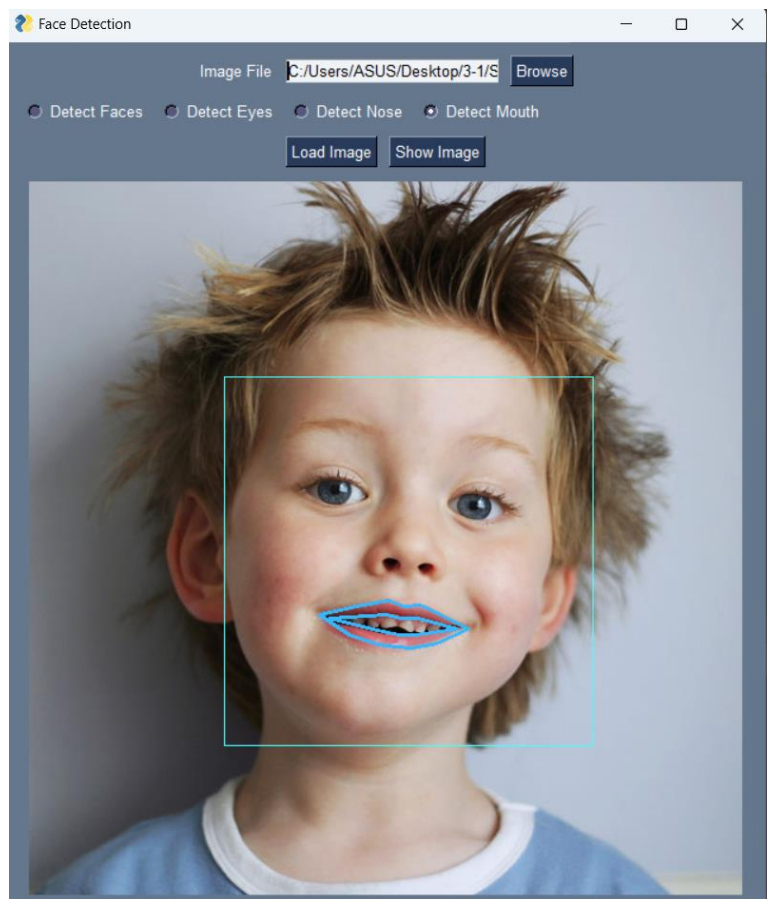 Face Detection
Image File C:/Users/ASUS/Desktop/3-1/S Browse
Detect Faces Detect Eyes Detect Nose Detect Mouth
Load Image Show Image